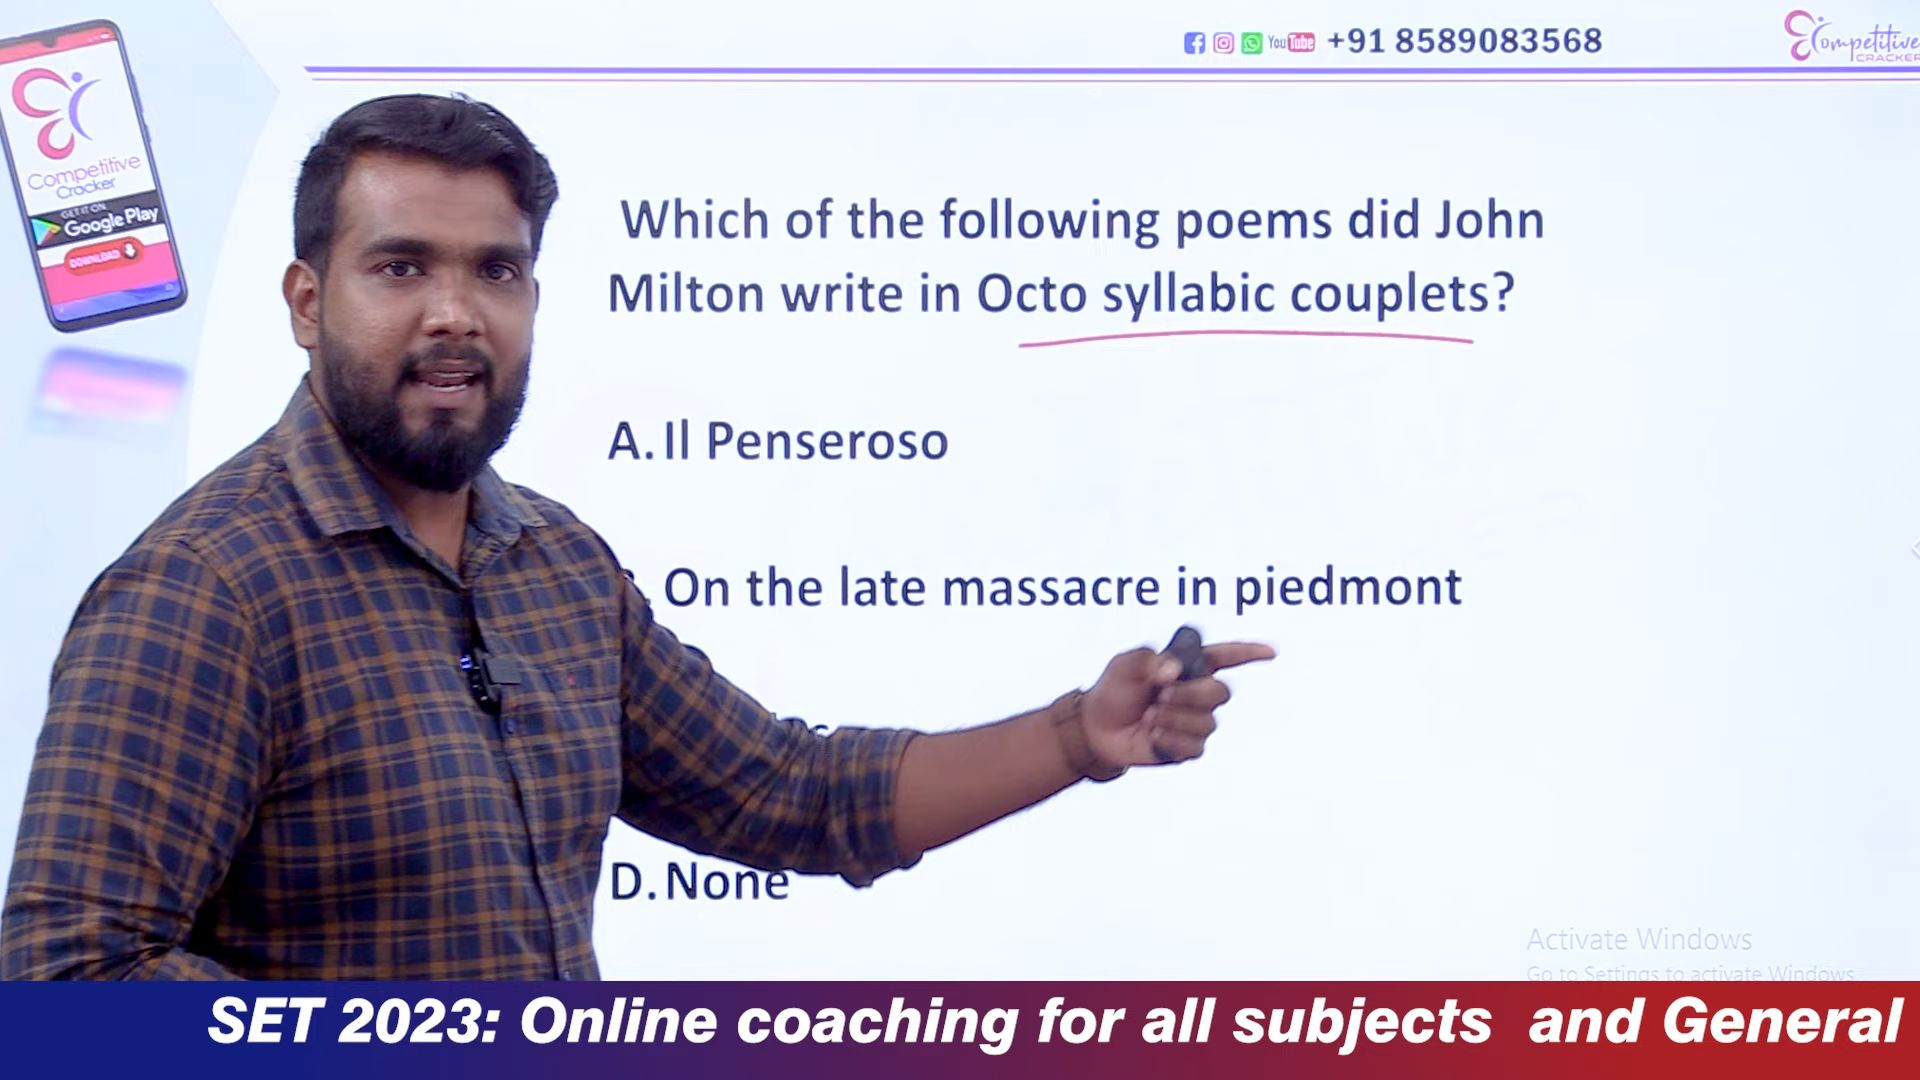 +91 8589083568
Competitive
CRACKER
Competitive
Cracker
GET IT ON
Google Play
DOWNLOAD
You Tube
Which of the following poems did John
Milton write in Octo syllabic couplets?
A. Il Penseroso
On the late massacre in piedmont
D. None
Activate Windows
Go to Settings to activate Windows.
SET 2023: Online coaching for all subjects and General